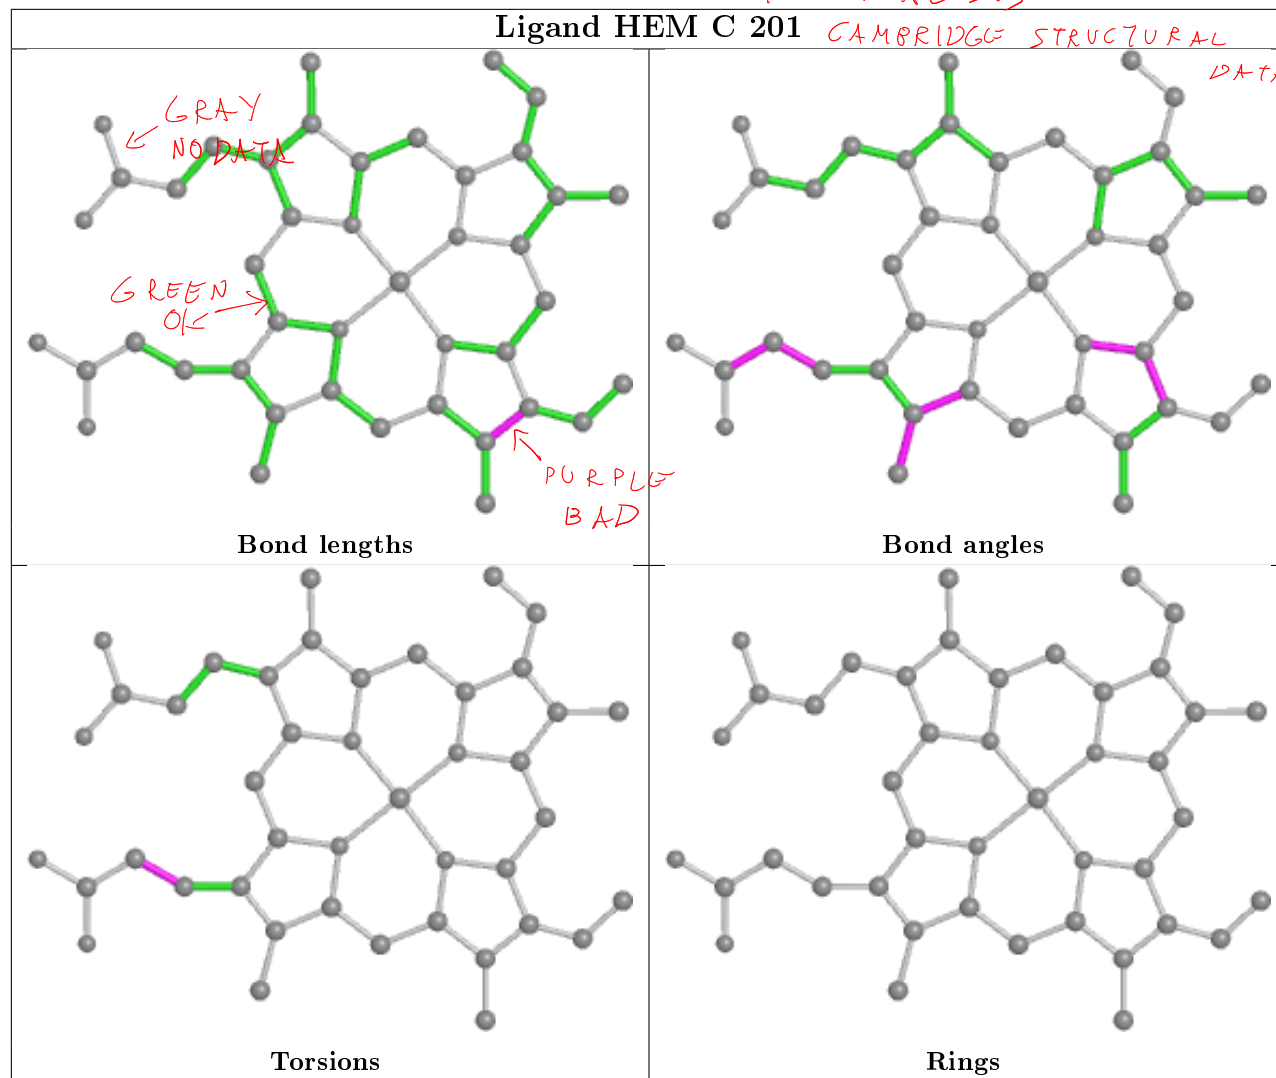 Ligand HEM C 201
CAMBRIDGE STRUCTURAL
GRAY
NO DATA
GREEN
OK
PURPLE
BAD
Bond lengths
Bond angles
Torsions
Rings